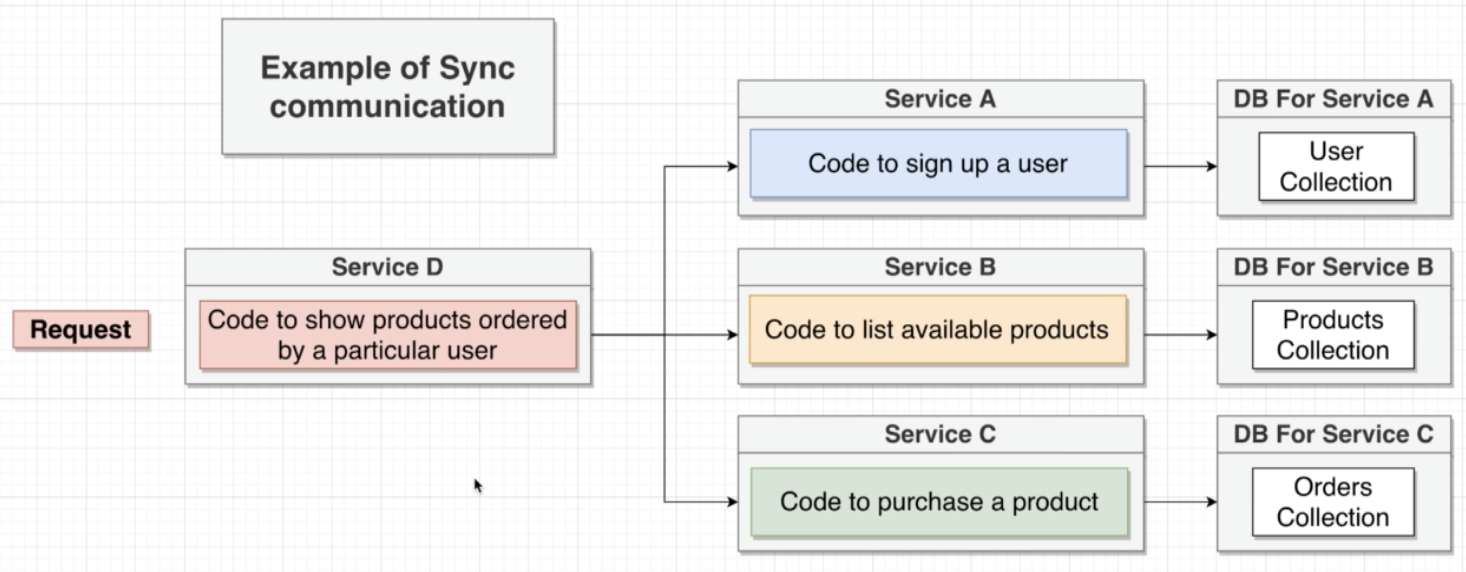 Example of Sync
communication
Service A
Code to sign up a user
DB For Service A
User
Collection
Request
Service D
Code to show products ordered
by a particular user
Service B
Code to list available products
DB For Service B
Products
Collection
Service C
Code to purchase a product
DB For Service C
Orders
Collection